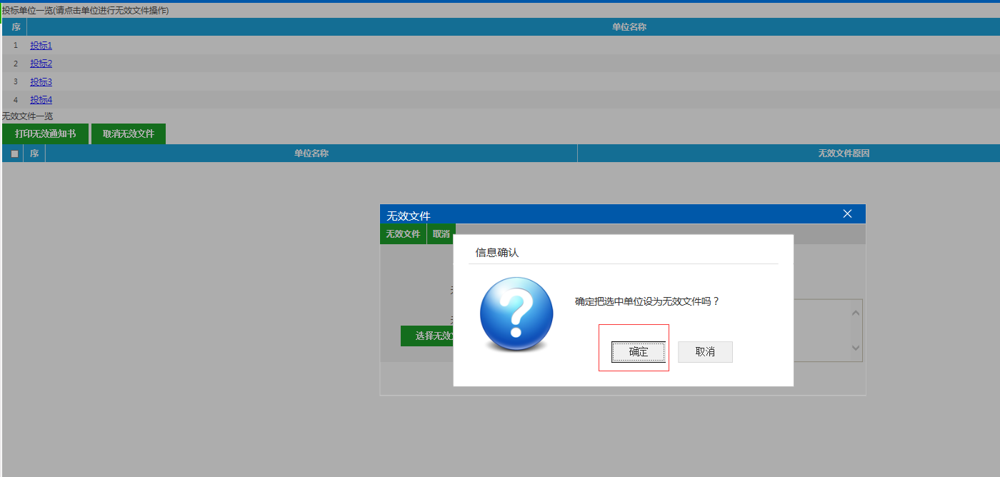 投标单位一览(请点击单位进行无效文件操作)
序 单位名称
1 投标1
2 投标2
3 投标3
4 投标4
无效文件一览
打印无效通知书 取消无效文件
序 单位名称 无效文件原因
无效文件
无效文件 取消
信息确认
确定把选中单位设为无效文件吗？
选择无效
确定 取消